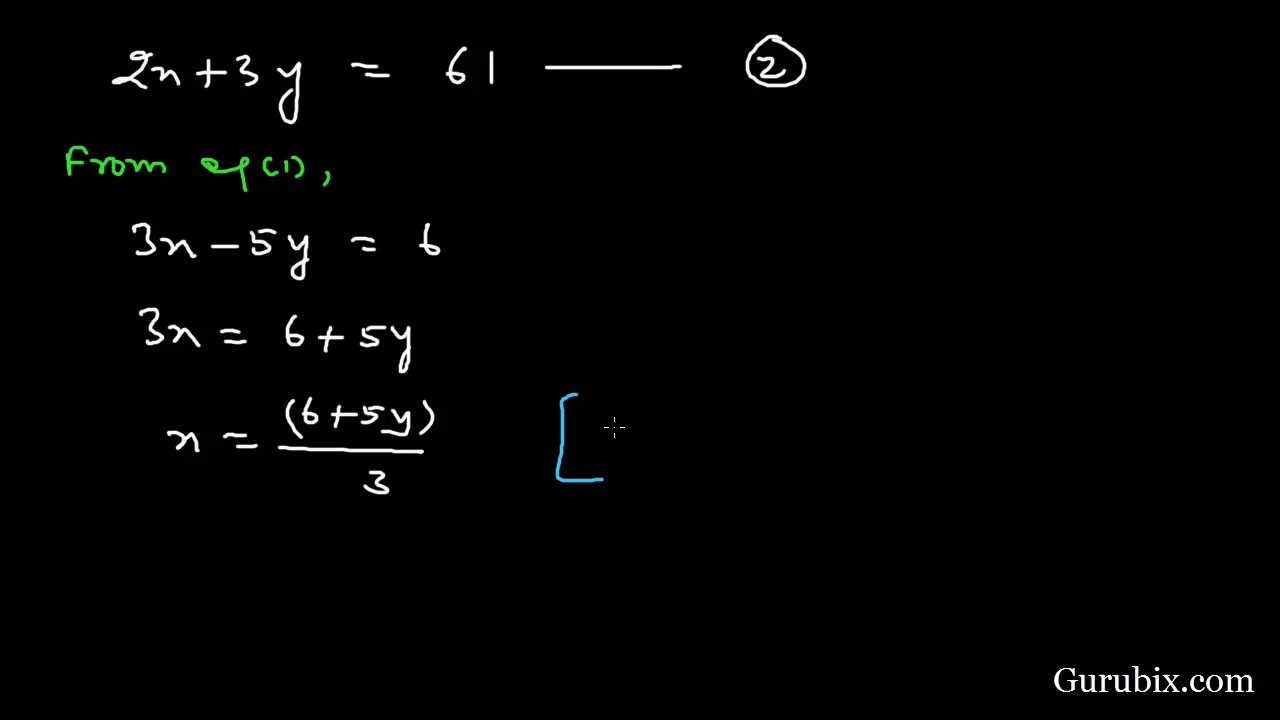 2x + 3y = 61 —— ②
From eq (1),
3x - 5y = 6
3x = 6 + 5y
x = (6 + 5y) / 3 [
Gurubix.com